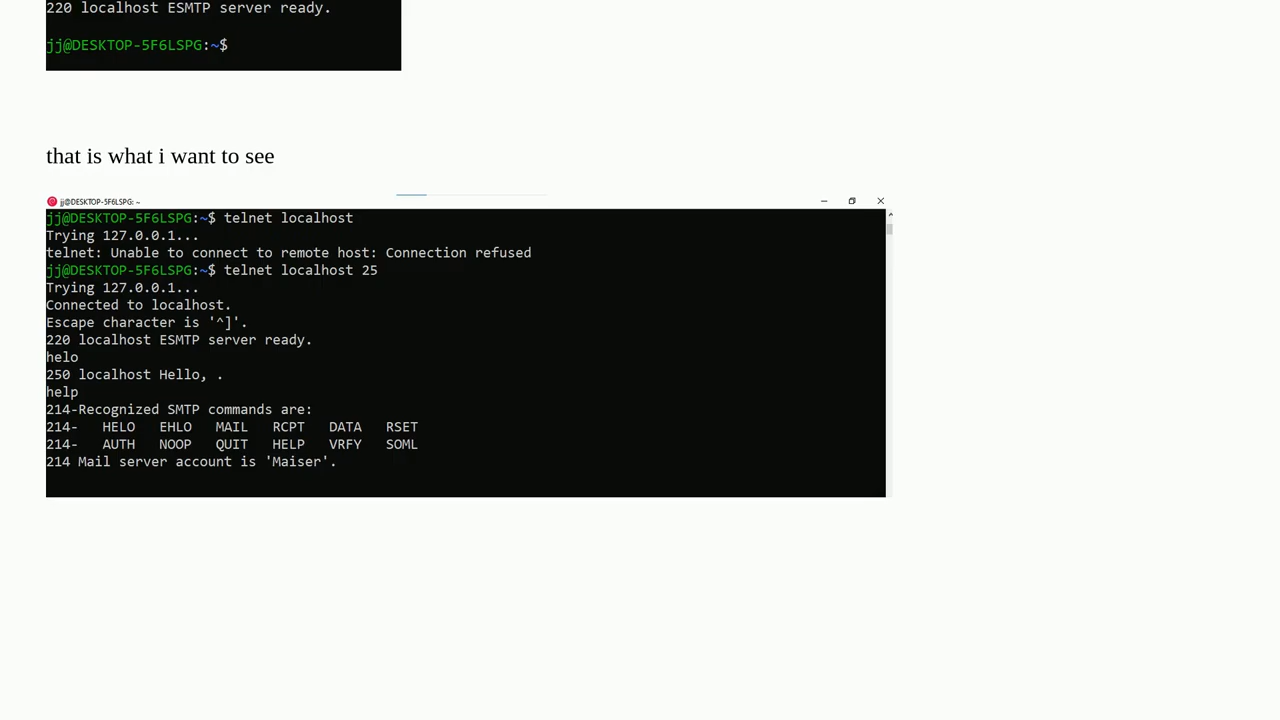 220 localhost ESMTP server ready.
jj@DESKTOP-5F6LSPG:~$
that is what i want to see
jj@DESKTOP-5F6LSPG: ~
jj@DESKTOP-5F6LSPG:~$ telnet localhost
Trying 127.0.0.1...
telnet: Unable to connect to remote host: Connection refused
jj@DESKTOP-5F6LSPG:~$ telnet localhost 25
Trying 127.0.0.1...
Connected to localhost.
Escape character is '^]'.
220 localhost ESMTP server ready.
helo
250 localhost Hello, .
help
214-Recognized SMTP commands are:
214-   HELO   EHLO   MAIL   RCPT   DATA   RSET
214-   AUTH   NOOP   QUIT   HELP   VRFY   SOML
214 Mail server account is 'Maiser'.